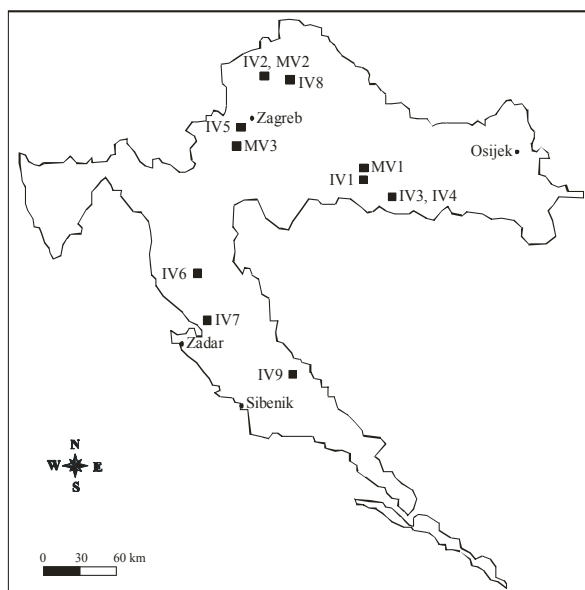 IV2, MV2
IV8
Zagreb
IV5
MV3
Osijek
MV1
IV1
IV3, IV4
IV6
IV7
Zadar
IV9
Sibenik
N
W E
S
0 30 60 km